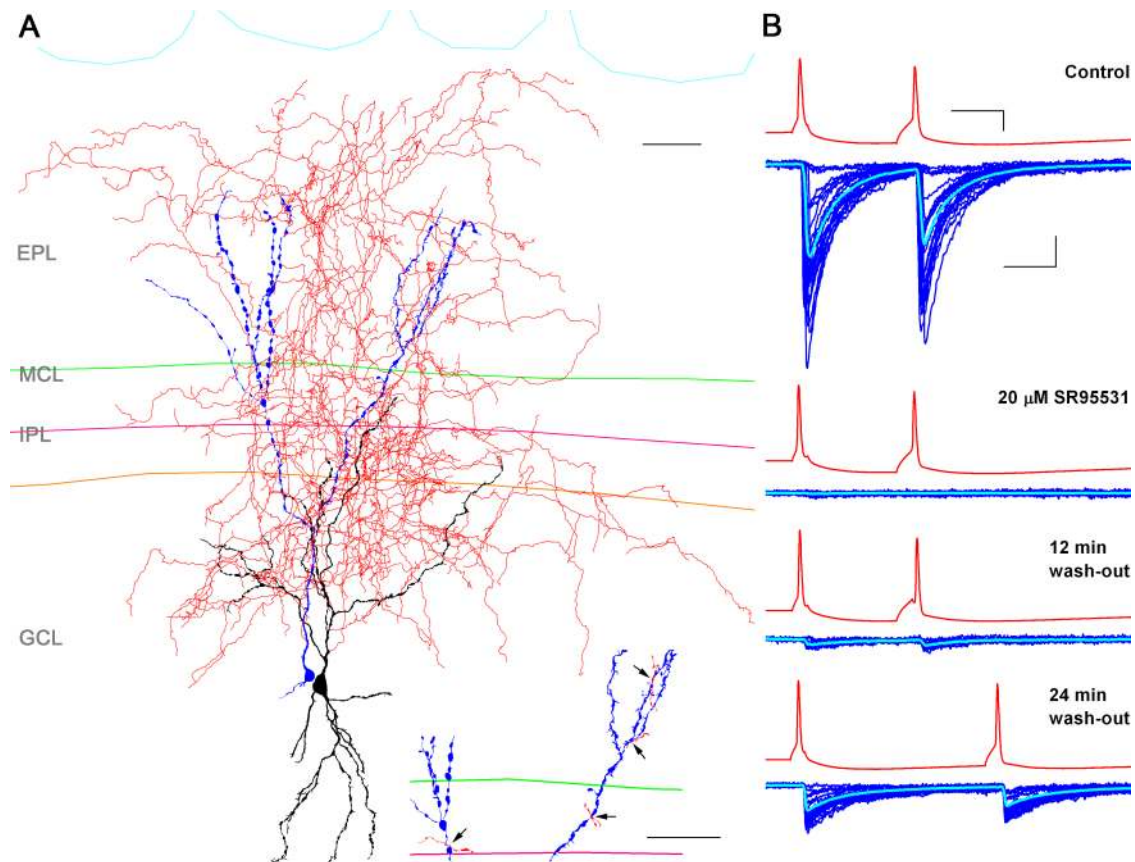 A
B
Control
EPL
MCL
20 μM SR95531
IPL
12 min
wash-out
GCL
24 min
wash-out